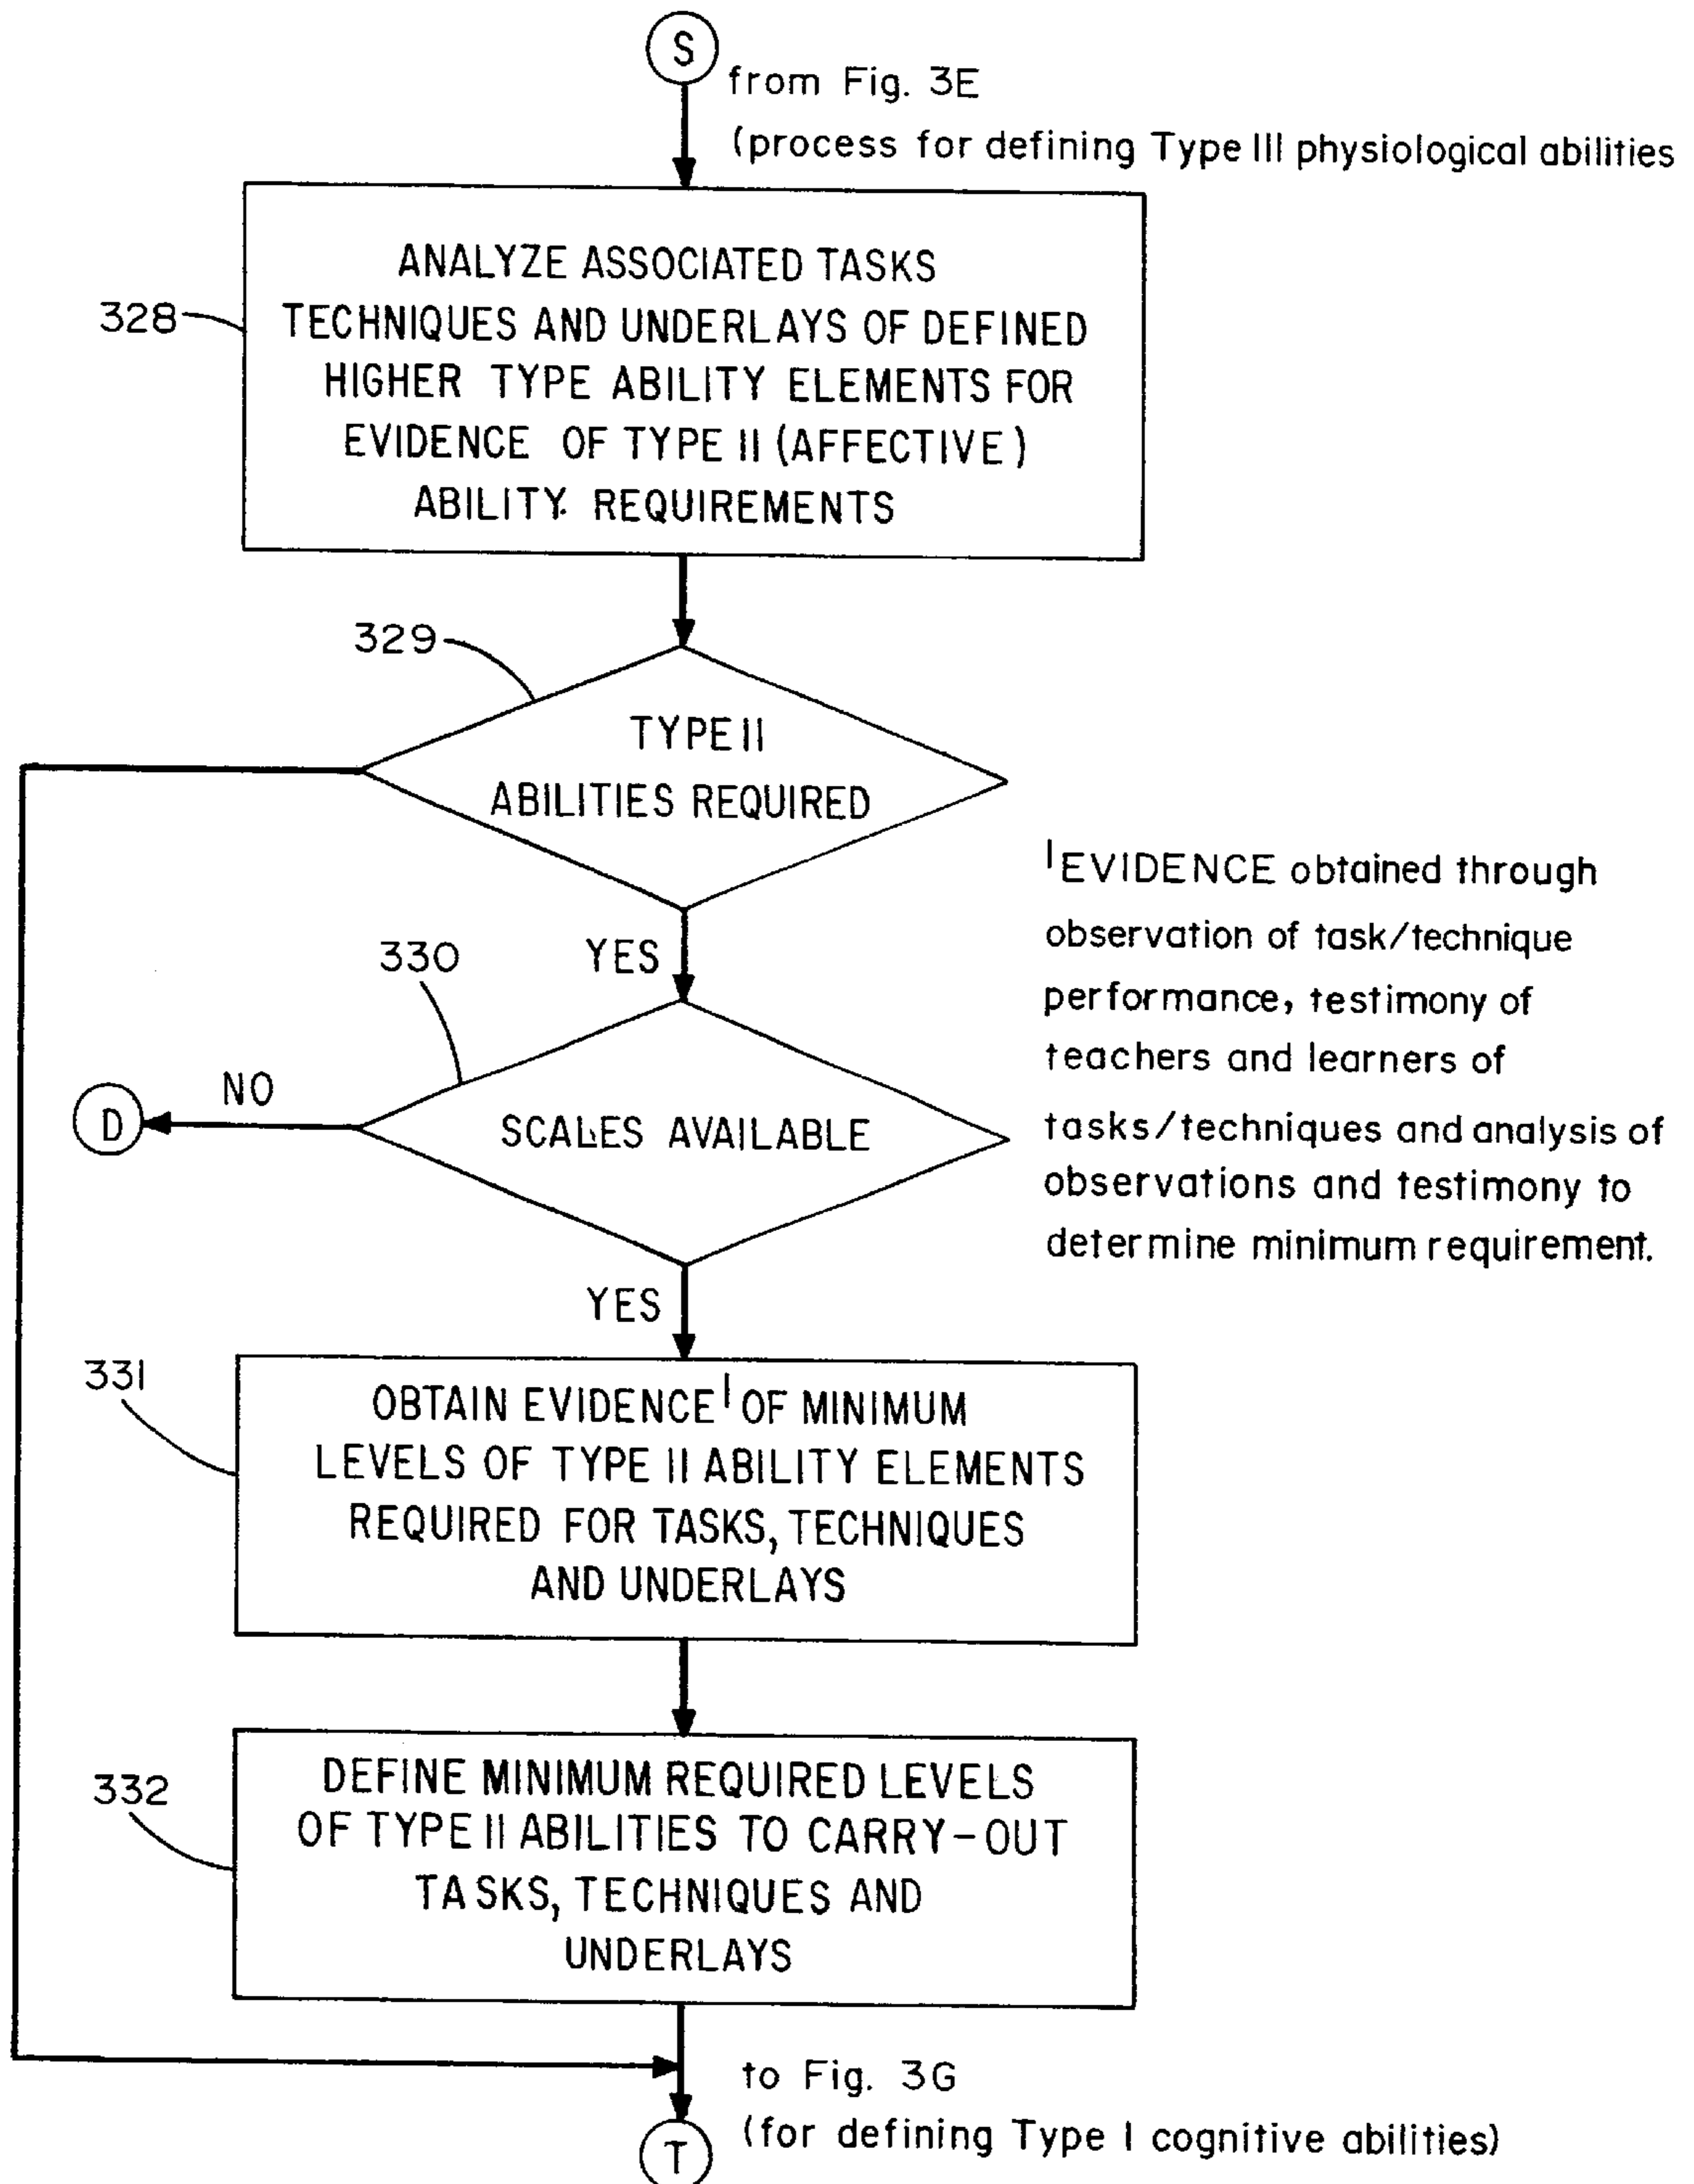 S
from Fig. 3E
(process for defining Type III physiological abilities
328
ANALYZE ASSOCIATED TASKS
TECHNIQUES AND UNDERLAYS OF DEFINED
HIGHER TYPE ABILITY ELEMENTS FOR
EVIDENCE OF TYPE II (AFFECTIVE)
ABILITY. REQUIREMENTS
329
TYPE II
ABILITIES REQUIRED
YES
330
SCALES AVAILABLE
NO
D
1EVIDENCE obtained through
observation of task/technique
performance, testimony of
teachers and learners of
tasks/techniques and analysis of
observations and testimony to
determine minimum requirement.
YES
331
OBTAIN EVIDENCE1 OF MINIMUM
LEVELS OF TYPE II ABILITY ELEMENTS
REQUIRED FOR TASKS, TECHNIQUES
AND UNDERLAYS
332
DEFINE MINIMUM REQUIRED LEVELS
OF TYPE II ABILITIES TO CARRY-OUT
TASKS, TECHNIQUES AND
UNDERLAYS
to Fig. 3G
(for defining Type I cognitive abilities)
T